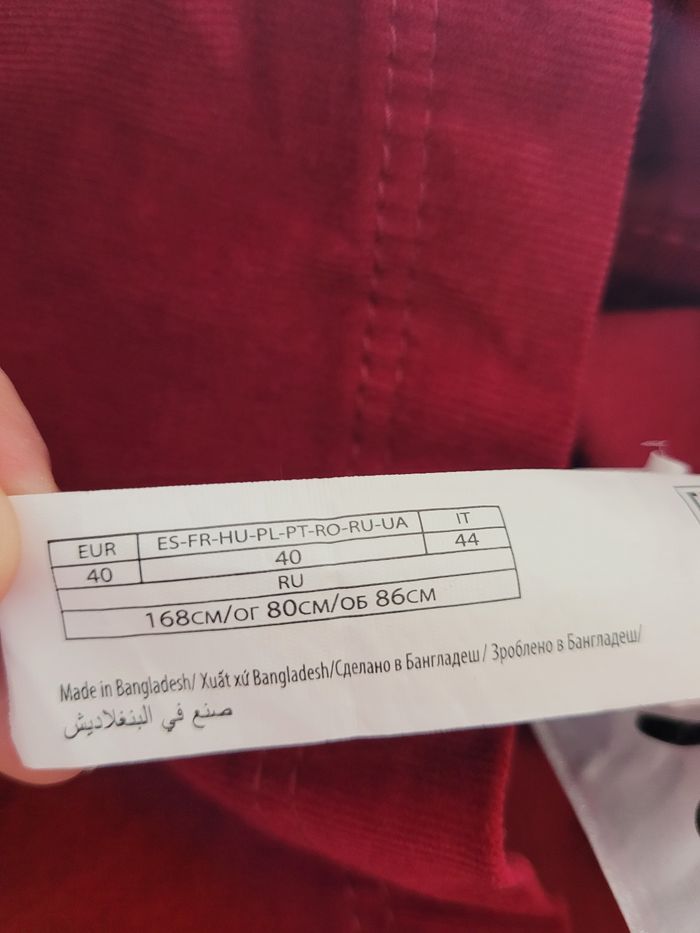 EUR ES-FR-HU-PL-PT-RO-RU-UA IT
40 40 44
RU
168СМ/ОГ 80СМ/ОБ 86СМ
Made in Bangladesh/ Xuất xứ Bangladesh/Сделано в Бангладеш/ Зроблено в Бангладеш/
صنع في البنغلاديش